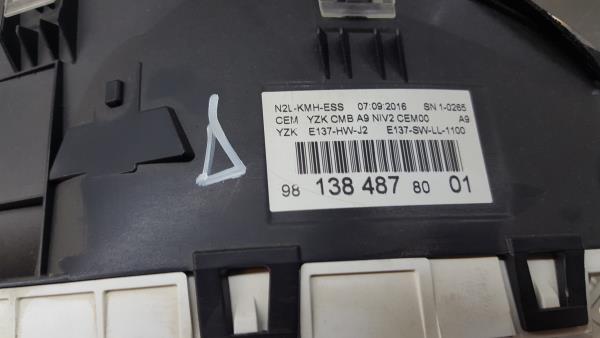 N2L-KMH-ESS 07:09:2016 SN 1-0265
CEM YZK CMB A9 NIV2 CEM00 A9
YZK E137-HW-J2 E137-SW-LL-1100
98 138 487 80 01